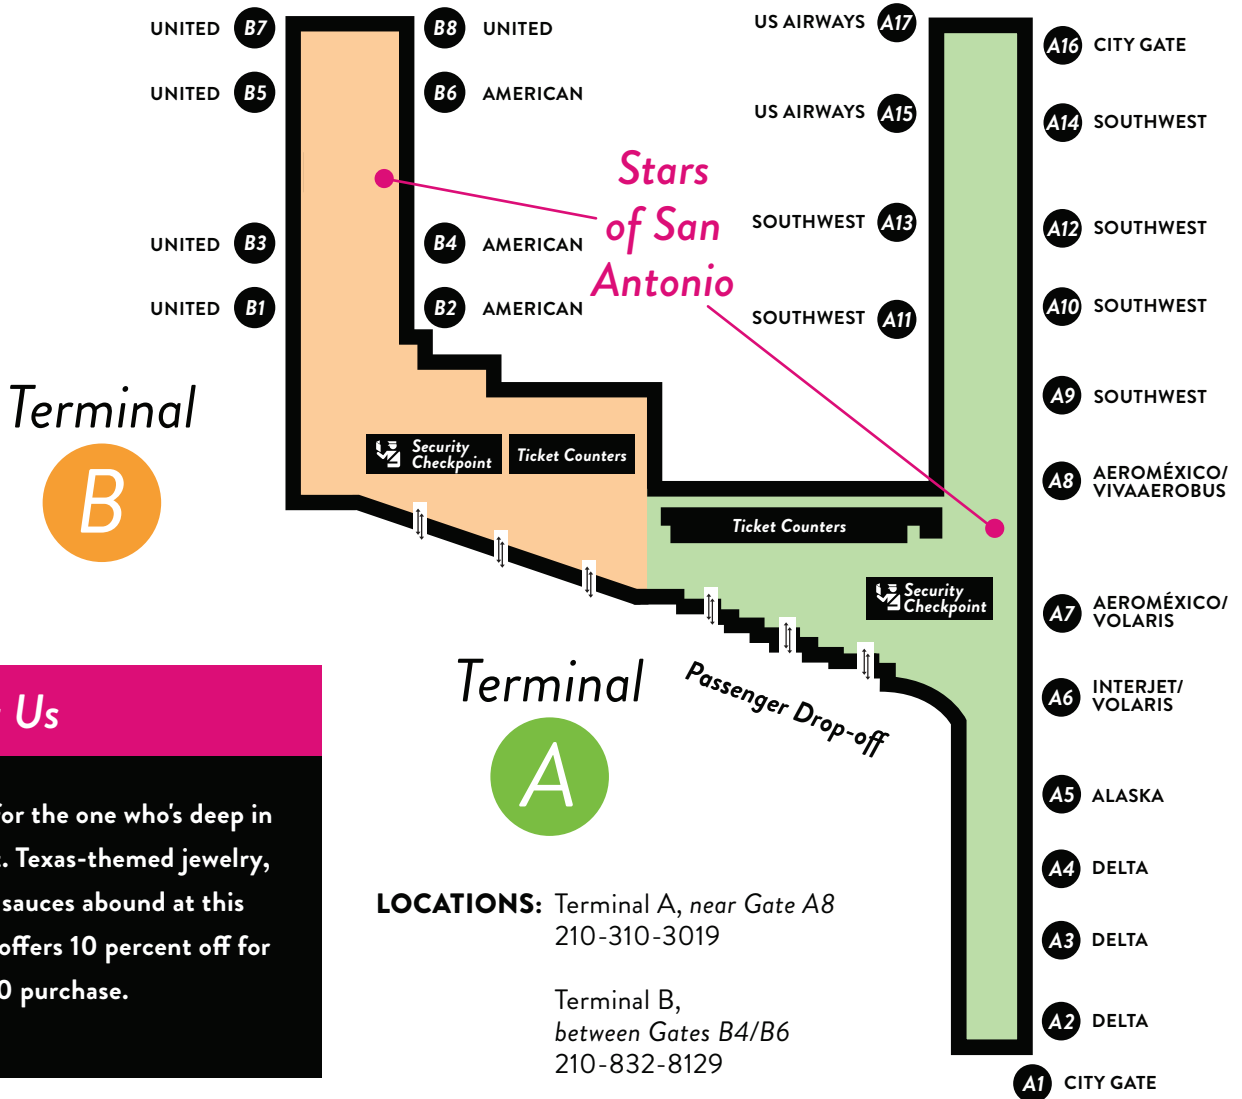 UNITED B7
B8 UNITED
UNITED B5
B6 AMERICAN
UNITED B3
B4 AMERICAN
UNITED B1
B2 AMERICAN
US AIRWAYS A17
A16 CITY GATE
US AIRWAYS A15
A14 SOUTHWEST
SOUTHWEST A13
A12 SOUTHWEST
SOUTHWEST A11
A10 SOUTHWEST
A9 SOUTHWEST
A8 AEROMÉXICO/
VIVAAEROBUS
A7 AEROMÉXICO/
VOLARIS
A6 INTERJET/
VOLARIS
A5 ALASKA
A4 DELTA
A3 DELTA
A2 DELTA
A1 CITY GATE
Stars
of San
Antonio
Terminal
B
Security
Checkpoint
Ticket Counters
Ticket Counters
Security
Checkpoint
Passenger Drop-off
Terminal
A
Us
for the one who's deep in
. Texas-themed jewelry,
sauces abound at this
offers 10 percent off for
0 purchase.
LOCATIONS: Terminal A, near Gate A8
210-310-3019
Terminal B,
between Gates B4/B6
210-832-8129